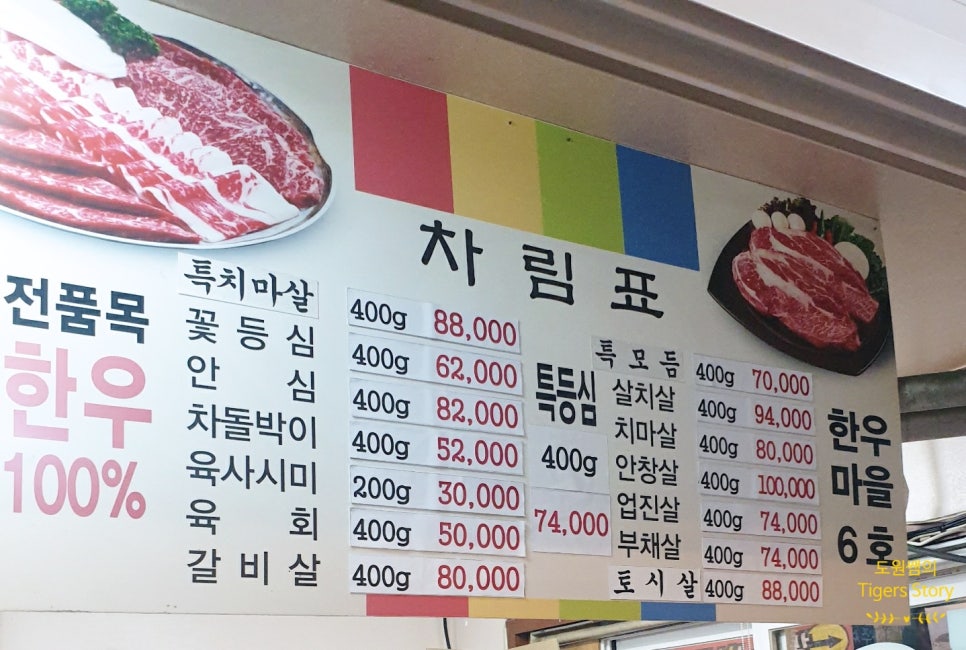 차림표
전품목
한우
100%
특치마살 400g 88,000
꽃등심 400g 62,000
안심 400g 82,000
차돌박이 400g 52,000
육사시미 200g 30,000
육회 400g 50,000
갈비살 400g 80,000
특등심
400g
74,000
특모듬 400g 70,000
살치살 400g 94,000
치마살 400g 80,000
안창살 400g 100,000
업진살 400g 74,000
부채살 400g 74,000
토시살 400g 88,000
한우
마을
6호
도원쌤의
Tigers Story